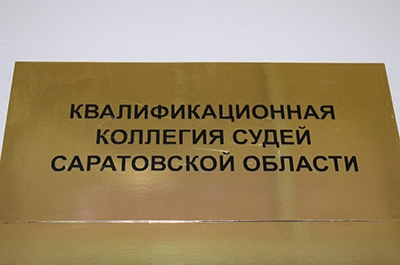 КВАЛИФИКАЦИОННАЯ
КОЛЛЕГИЯ СУДЕЙ
САРАТОВСКОЙ ОБЛАСТИ